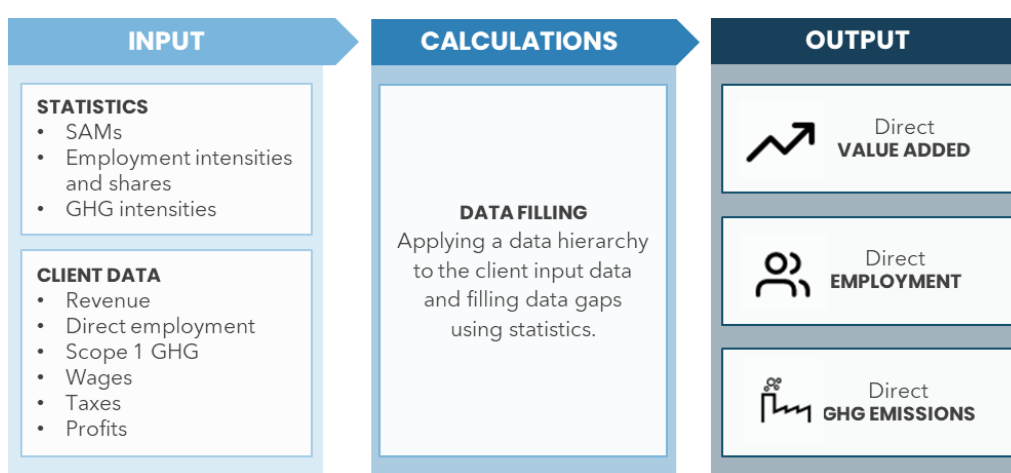 INPUT
STATISTICS
• SAMs
• Employment intensities
and shares
• GHG intensities
CLIENT DATA
• Revenue
• Direct employment
• Scope 1 GHG
• Wages
• Taxes
• Profits
CALCULATIONS
DATA FILLING
Applying a data hierarchy
to the client input data
and filling data gaps
using statistics.
OUTPUT
Direct
VALUE ADDED
Direct
EMPLOYMENT
Direct
GHG EMISSIONS